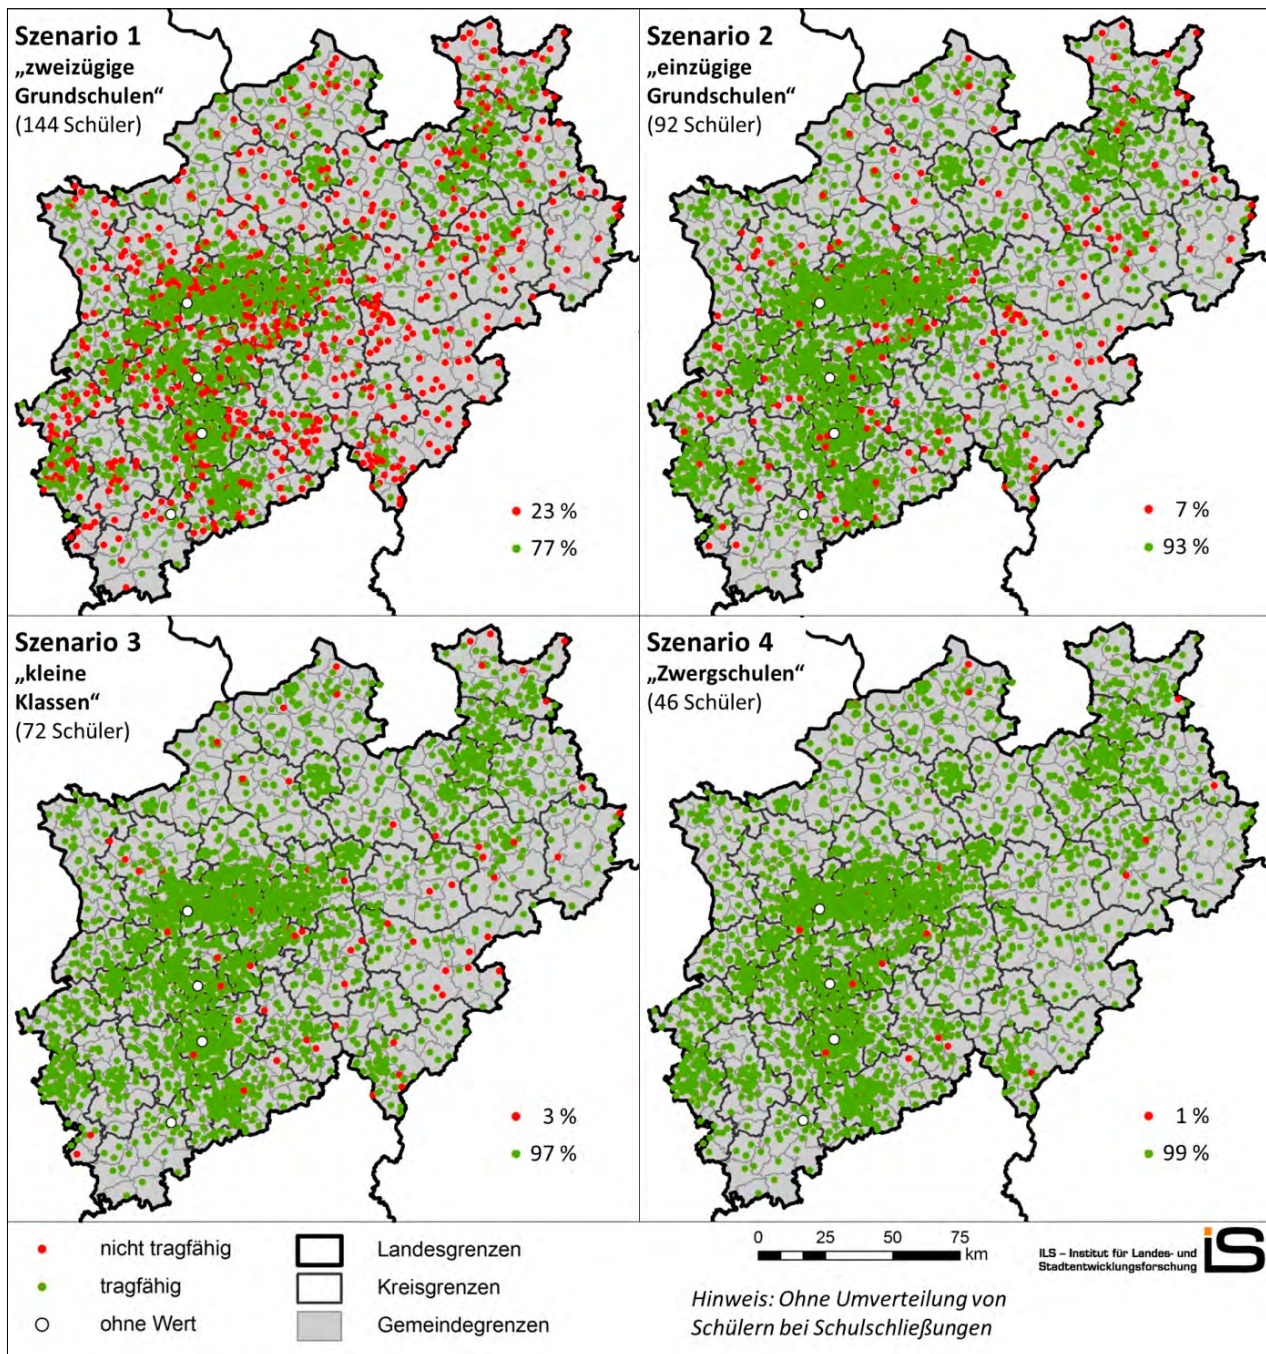 Szenario 1
„zweizügige
Grundschulen“
(144 Schüler)
23 %
77 %
Szenario 2
„einzügige
Grundschulen“
(92 Schüler)
7 %
93 %
Szenario 3
„kleine
Klassen“
(72 Schüler)
3 %
97 %
Szenario 4
„Zwergschulen“
(46 Schüler)
1 %
99 %
nicht tragfähig
tragfähig
ohne Wert
Landesgrenzen
Kreisgrenzen
Gemeindegrenzen
0 25 50 75
km
ILS – Institut für Landes- und
Stadtentwicklungsforschung
iLS
Hinweis: Ohne Umverteilung von
Schülern bei Schulschließungen